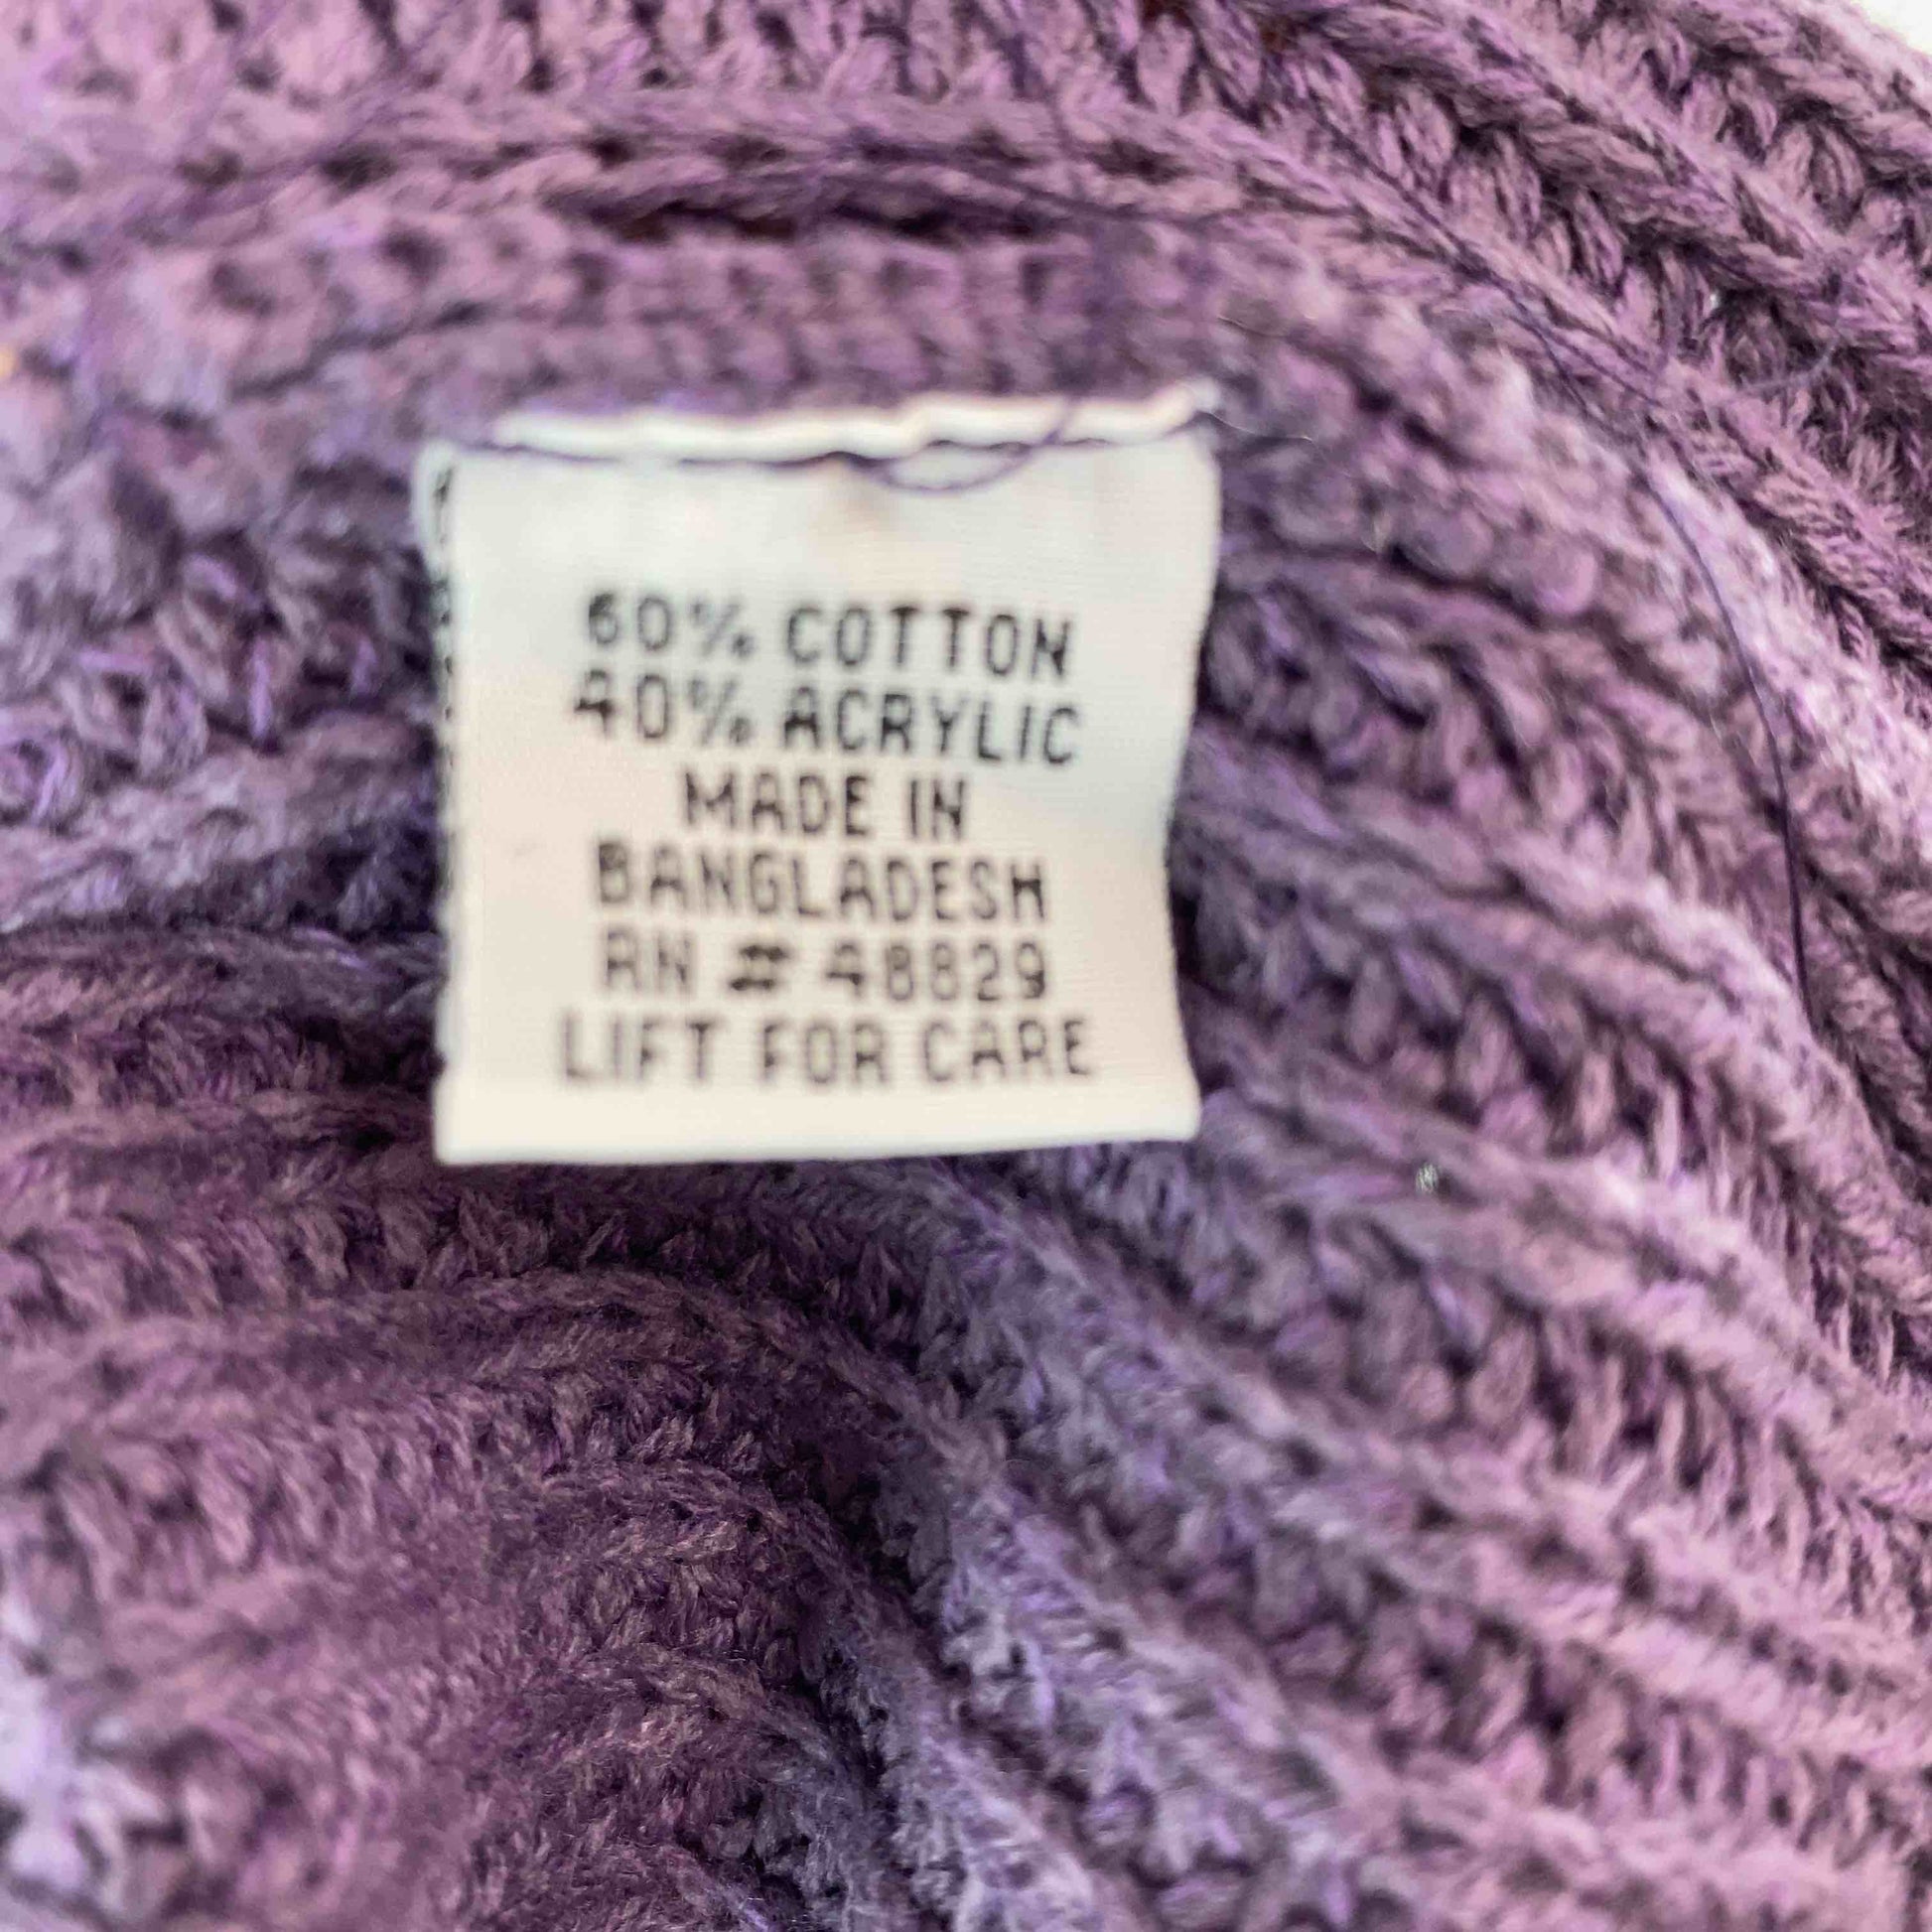 60% COTTON
40% ACRYLIC
MADE IN
BANGLADESH
RN # 48829
LIFT FOR CARE